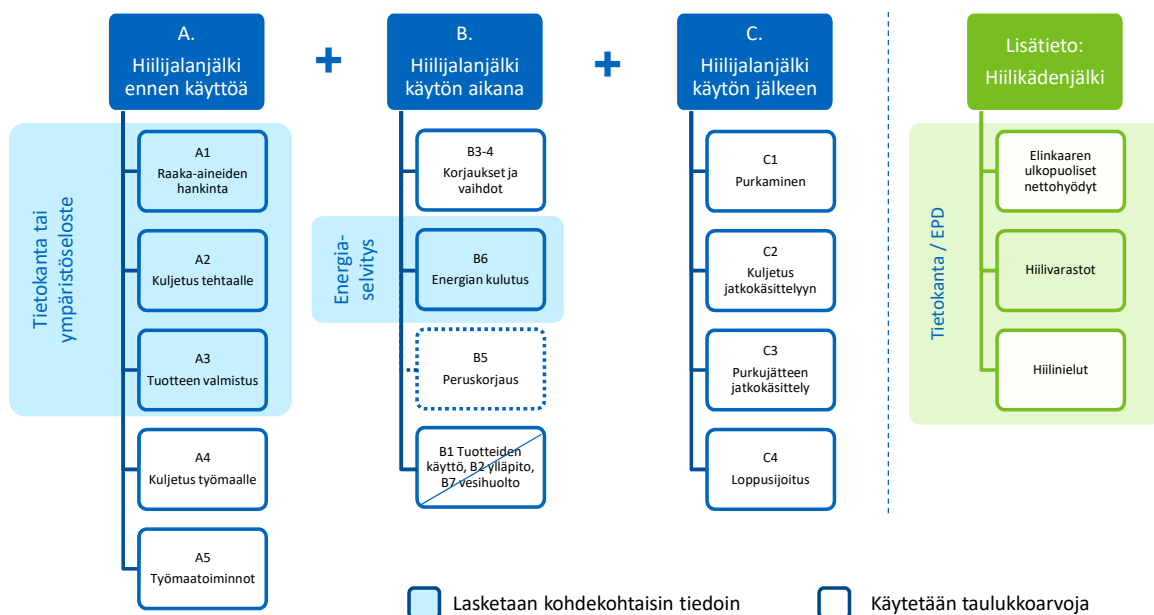 A.
Hiilijalanjälki
ennen käyttöä
+
B.
Hiilijalanjälki
käytön aikana
+
C.
Hiilijalanjälki
käytön jälkeen
Lisätieto:
Hiilikädenjälki
Tietokanta tai
ympäristöseloste
A1
Raaka-aineiden
hankinta
A2
Kuljetus tehtaalle
A3
Tuotteen valmistus
A4
Kuljetus työmaalle
A5
Työmaatoiminnot
B3-4
Korjaukset ja
vaihdot
Energia-
selvitys
B6
Energian kulutus
B5
Peruskorjaus
B1 Tuotteiden
käyttö, B2 ylläpito,
B7 vesihuolto
C1
Purkaminen
C2
Kuljetus
jatkokäsittelyyn
C3
Purkujätteen
jatkokäsittely
C4
Loppusijoitus
Tietokanta / EPD
Elinkaaren
ulkopuoliset
nettohyödyt
Hiilivarastot
Hiilinielut
Lasketaan kohdekohtaisin tiedoin
Käytetään taulukkoarvoja